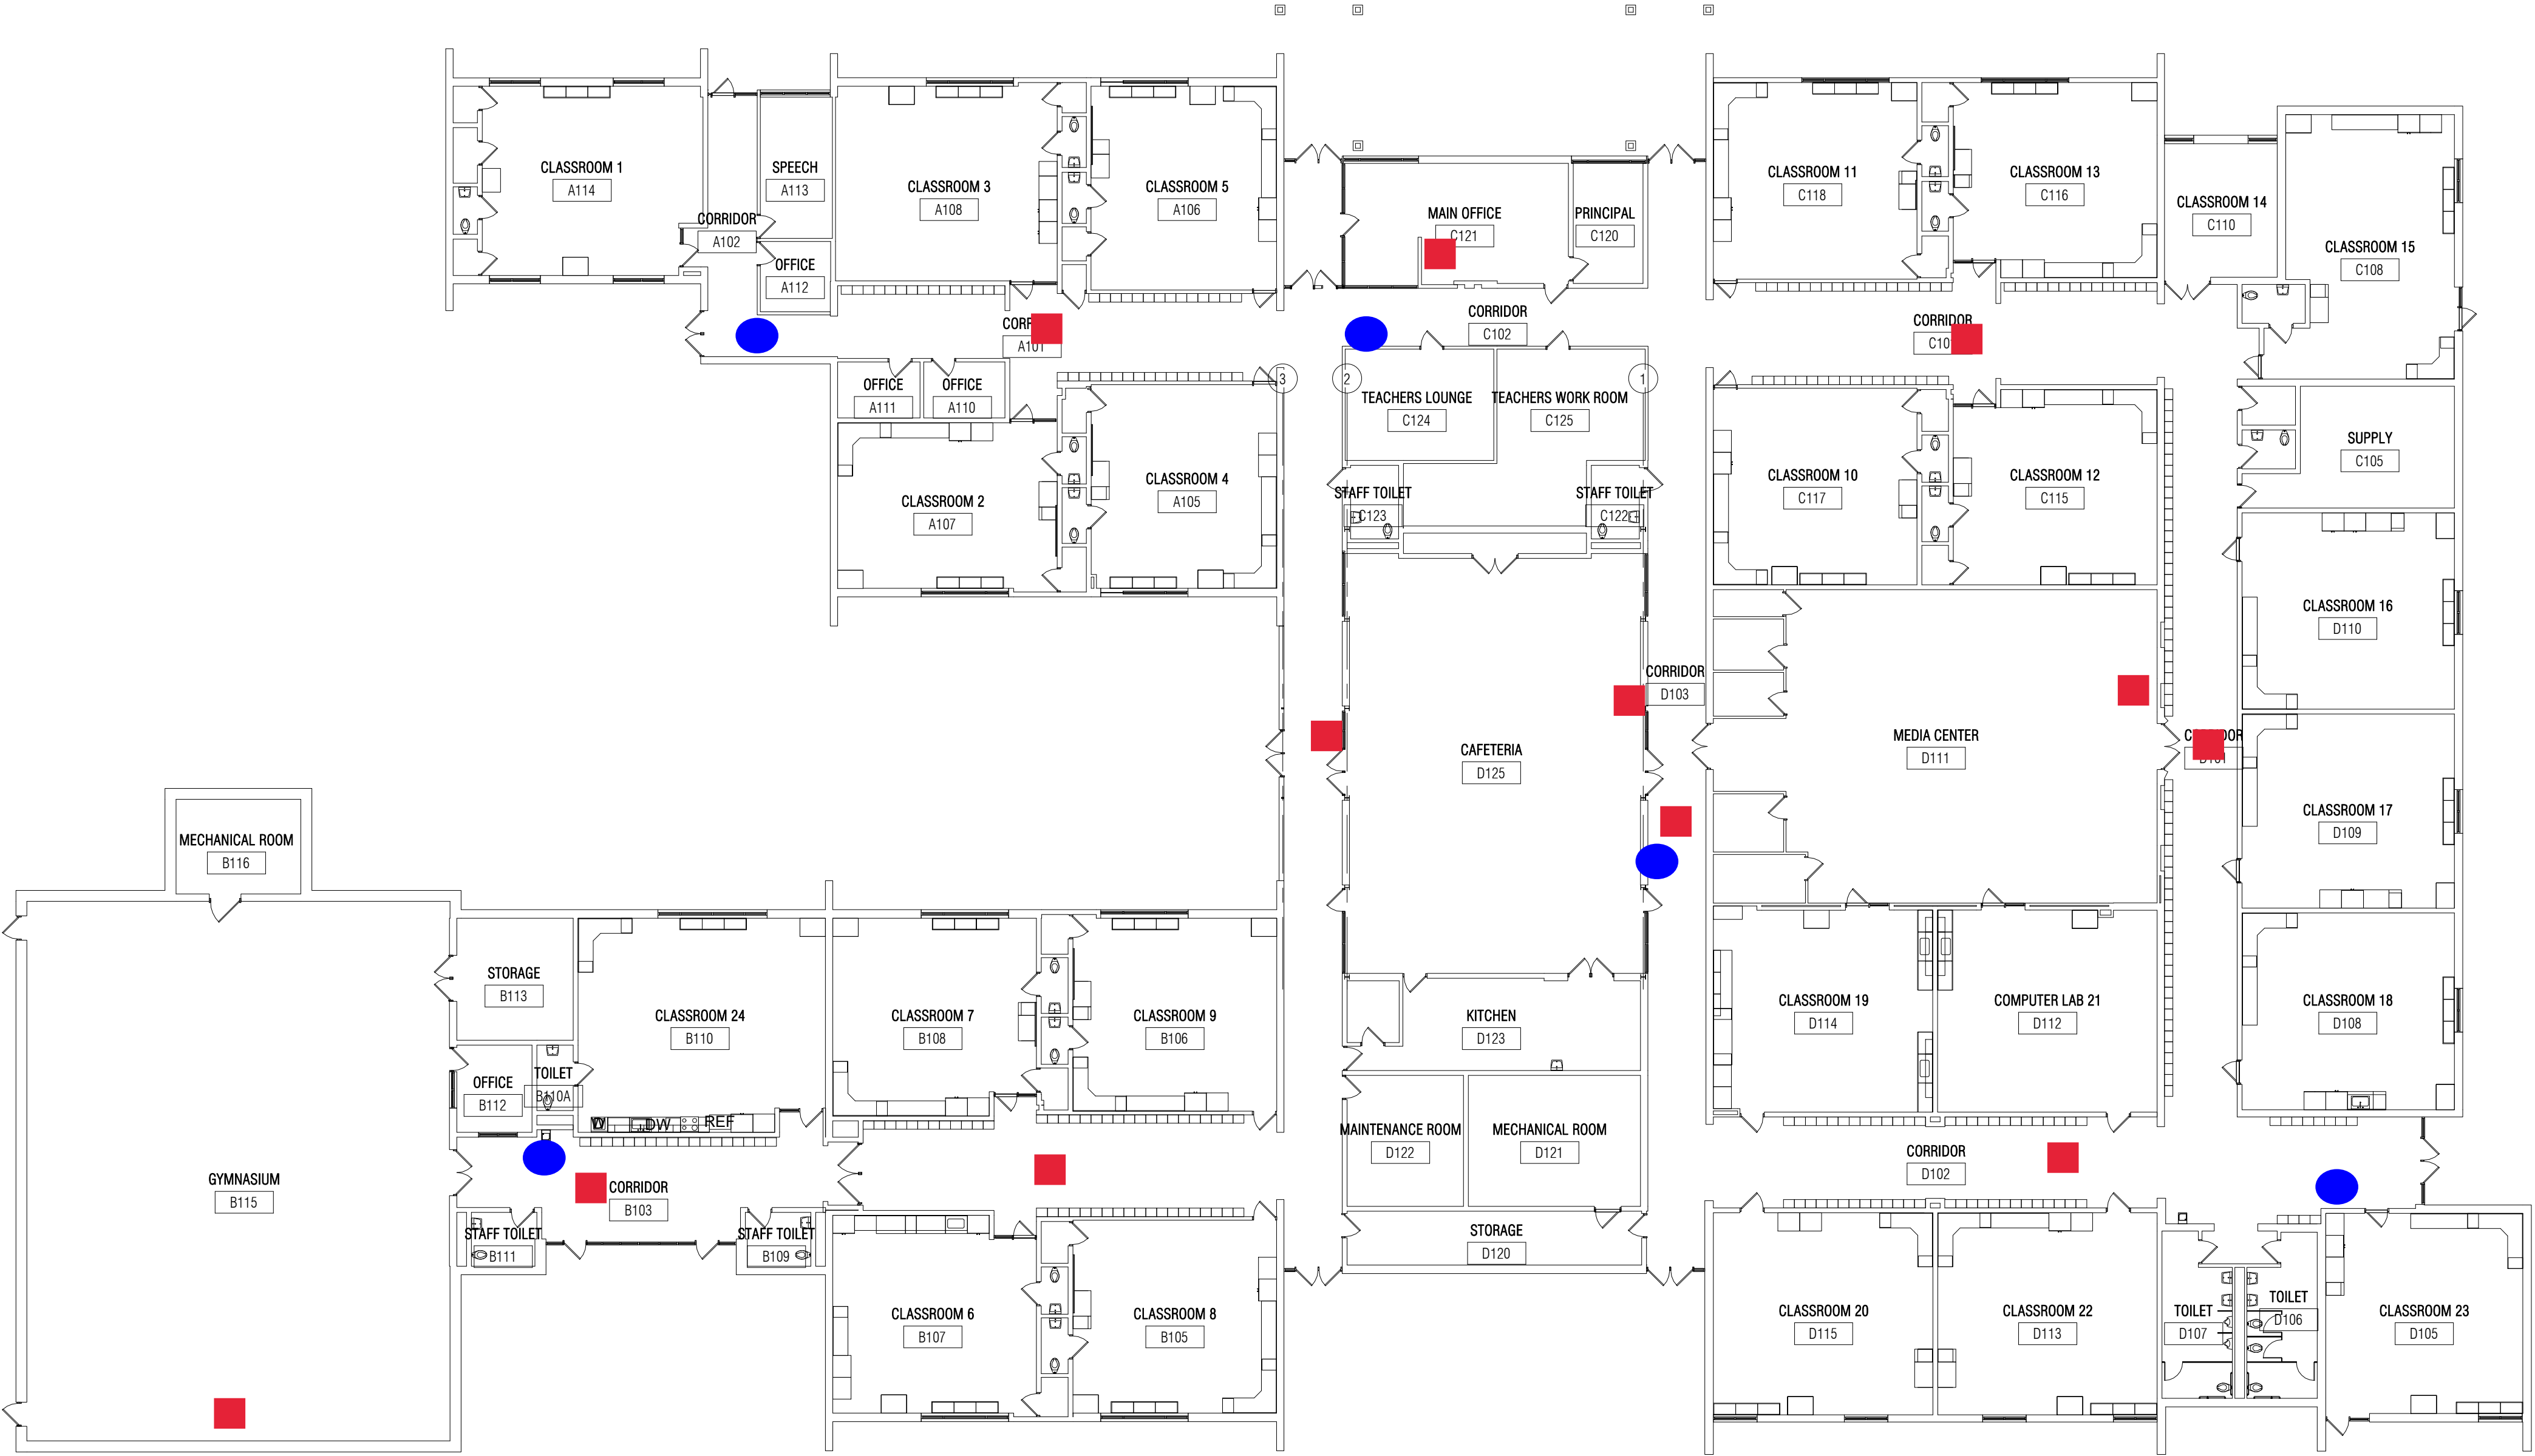 CLASSROOM 1
A114
SPEECH
A113
CORRIDOR
A102
OFFICE
A112
CLASSROOM 3
A108
CLASSROOM 5
A106
MAIN OFFICE
C121
PRINCIPAL
C120
CLASSROOM 11
C118
CLASSROOM 13
C116
CLASSROOM 14
C110
CLASSROOM 15
C108
A101
CORRIDOR
C102
CORRIDOR
3
2
1
OFFICE
A111
OFFICE
A110
TEACHERS LOUNGE
C124
TEACHERS WORK ROOM
C125
CLASSROOM 2
A107
CLASSROOM 4
A105
STAFF TOILET
C123
STAFF TOILET
C122
CLASSROOM 10
C117
CLASSROOM 12
C115
SUPPLY
C105
CLASSROOM 16
D110
CORRIDOR
D103
CAFETERIA
D125
MEDIA CENTER
D111
CLASSROOM 17
D109
MECHANICAL ROOM
B116
STORAGE
B113
CLASSROOM 24
B110
CLASSROOM 7
B108
CLASSROOM 9
B106
KITCHEN
D123
CLASSROOM 19
D114
COMPUTER LAB 21
D112
CLASSROOM 18
D108
OFFICE
B112
TOILET
B110A
DW
REF
GYMNASIUM
B115
CORRIDOR
B103
MAINTENANCE ROOM
D122
MECHANICAL ROOM
D121
CORRIDOR
D102
STAFF TOILET
B111
STAFF TOILET
B109
STORAGE
D120
CLASSROOM 6
B107
CLASSROOM 8
B105
CLASSROOM 20
D115
CLASSROOM 22
D113
TOILET
D107
TOILET
D106
CLASSROOM 23
D105